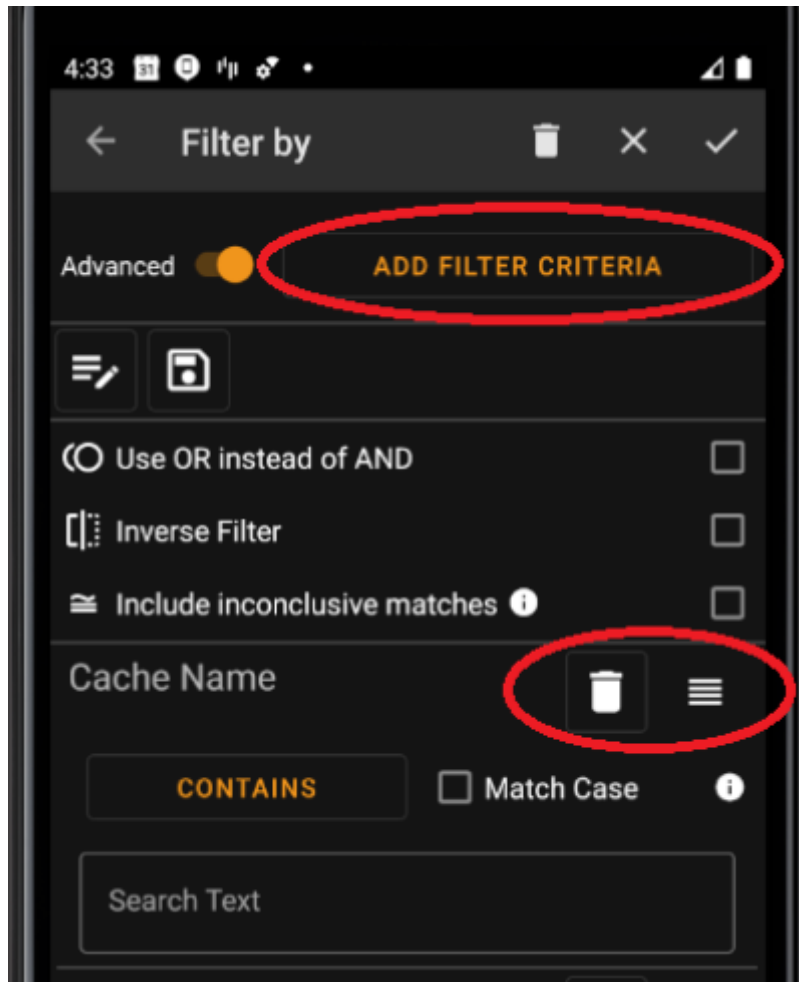 4:33 31
Filter by
Advanced ADD FILTER CRITERIA
Use OR instead of AND
Inverse Filter
Include inconclusive matches i
Cache Name
CONTAINS Match Case i
Search Text